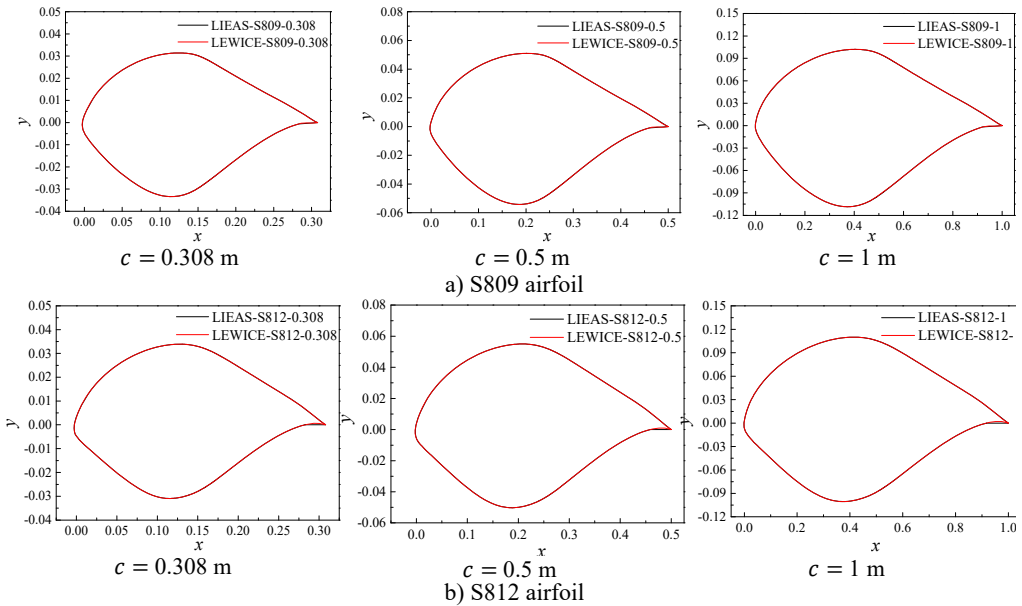 0.05
0.04
0.03
0.02
0.01
0.00
-0.01
-0.02
-0.03
-0.04
y
LIEAS-S809-0.308
LEWICE-S809-0.308
0.00 0.05 0.10 0.15 0.20 0.25 0.30
x
c = 0.308 m
0.08
0.06
0.04
0.02
0.00
-0.02
-0.04
-0.06
y
LIEAS-S809-0.5
LEWICE-S809-0.5
0.0 0.1 0.2 0.3 0.4 0.5
x
c = 0.5 m
0.15
0.12
0.09
0.06
0.03
0.00
-0.03
-0.06
-0.09
-0.12
y
LIEAS-S809-1
LEWICE-S809-1
0.0 0.2 0.4 0.6 0.8 1.0
x
c = 1 m
a) S809 airfoil
0.05
0.04
0.03
0.02
0.01
0.00
-0.01
-0.02
-0.03
-0.04
y
LIEAS-S812-0.308
LEWICE-S812-0.308
0.00 0.05 0.10 0.15 0.20 0.25 0.30
x
c = 0.308 m
0.08
0.06
0.04
0.02
0.00
-0.02
-0.04
-0.06
y
LIEAS-S812-0.5
LEWICE-S812-0.5
0.0 0.1 0.2 0.3 0.4 0.5
x
c = 0.5 m
0.15
0.12
0.09
0.06
0.03
0.00
-0.03
-0.06
-0.09
-0.12
y
LIEAS-S812-1
LEWICE-S812-
0.0 0.2 0.4 0.6 0.8 1.0
x
c = 1 m
b) S812 airfoil